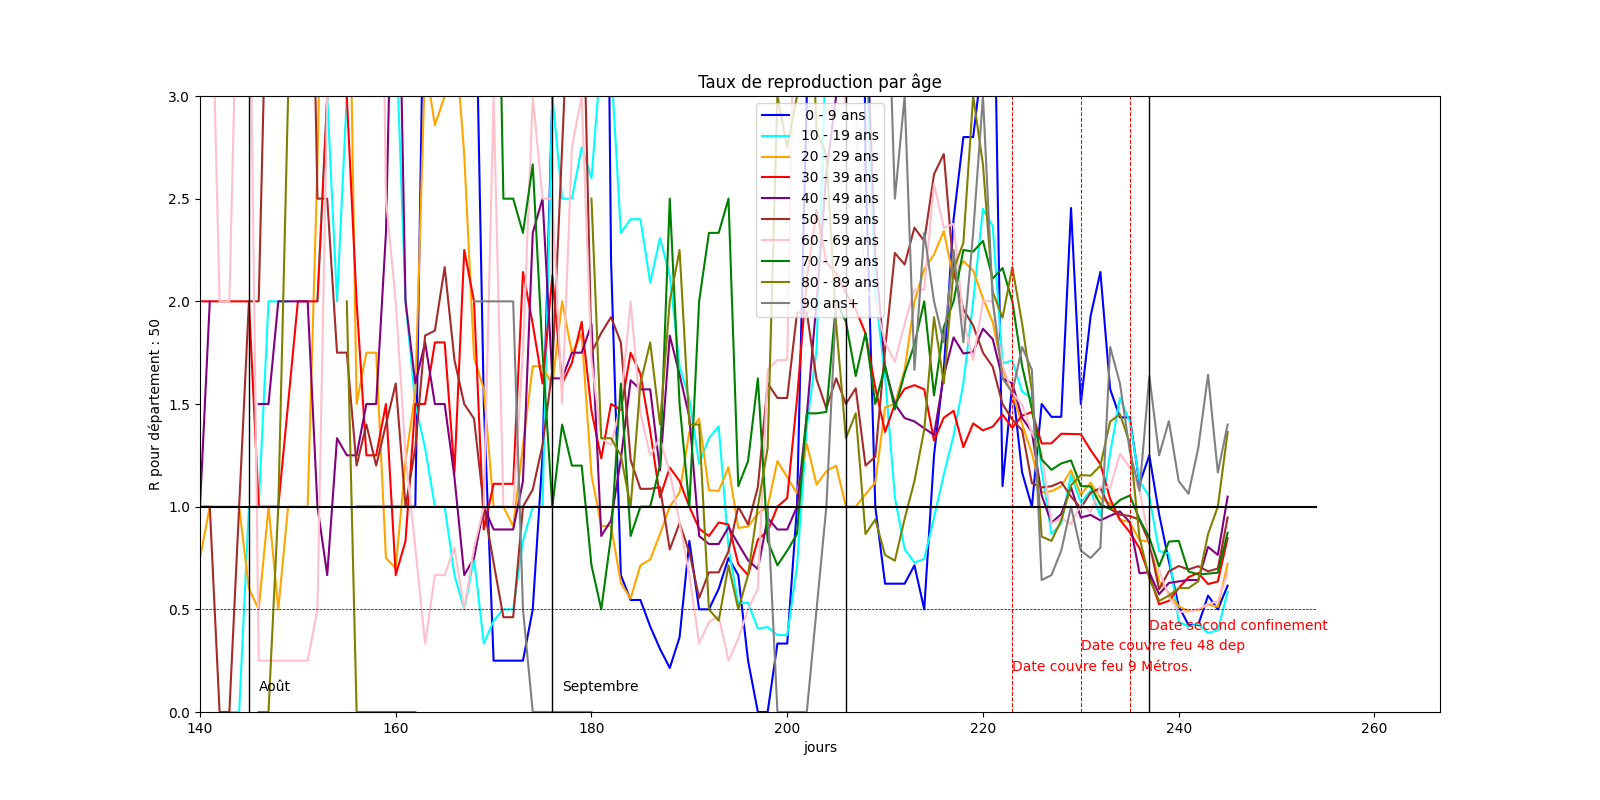 Taux de reproduction par âge
R pour département : 50
3.0
2.5
2.0
1.5
1.0
0.5
0.0
0 - 9 ans
10 - 19 ans
20 - 29 ans
30 - 39 ans
40 - 49 ans
50 - 59 ans
60 - 69 ans
70 - 79 ans
80 - 89 ans
90 ans+
Date second confinement
Date couvre feu 48 dep
Date couvre feu 9 Métros.
Août
Septembre
140
160
180
200
220
240
260
jours